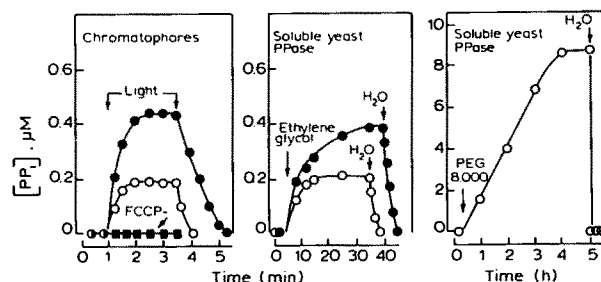 [PPi], μM
Chromatophores
Light
FCCP-
0.6
0.4
0.2
0
0 1 2 3 4 5
Soluble yeast
PPase
H₂O
Ethylene
glycol
H₂O
0.6
0.4
0.2
0
0 10 20 30 40
Time (min)
H₂O
Soluble yeast
PPase
PEG
8.000
10
8
6
4
2
0
0 1 2 3 4 5
Time (h)